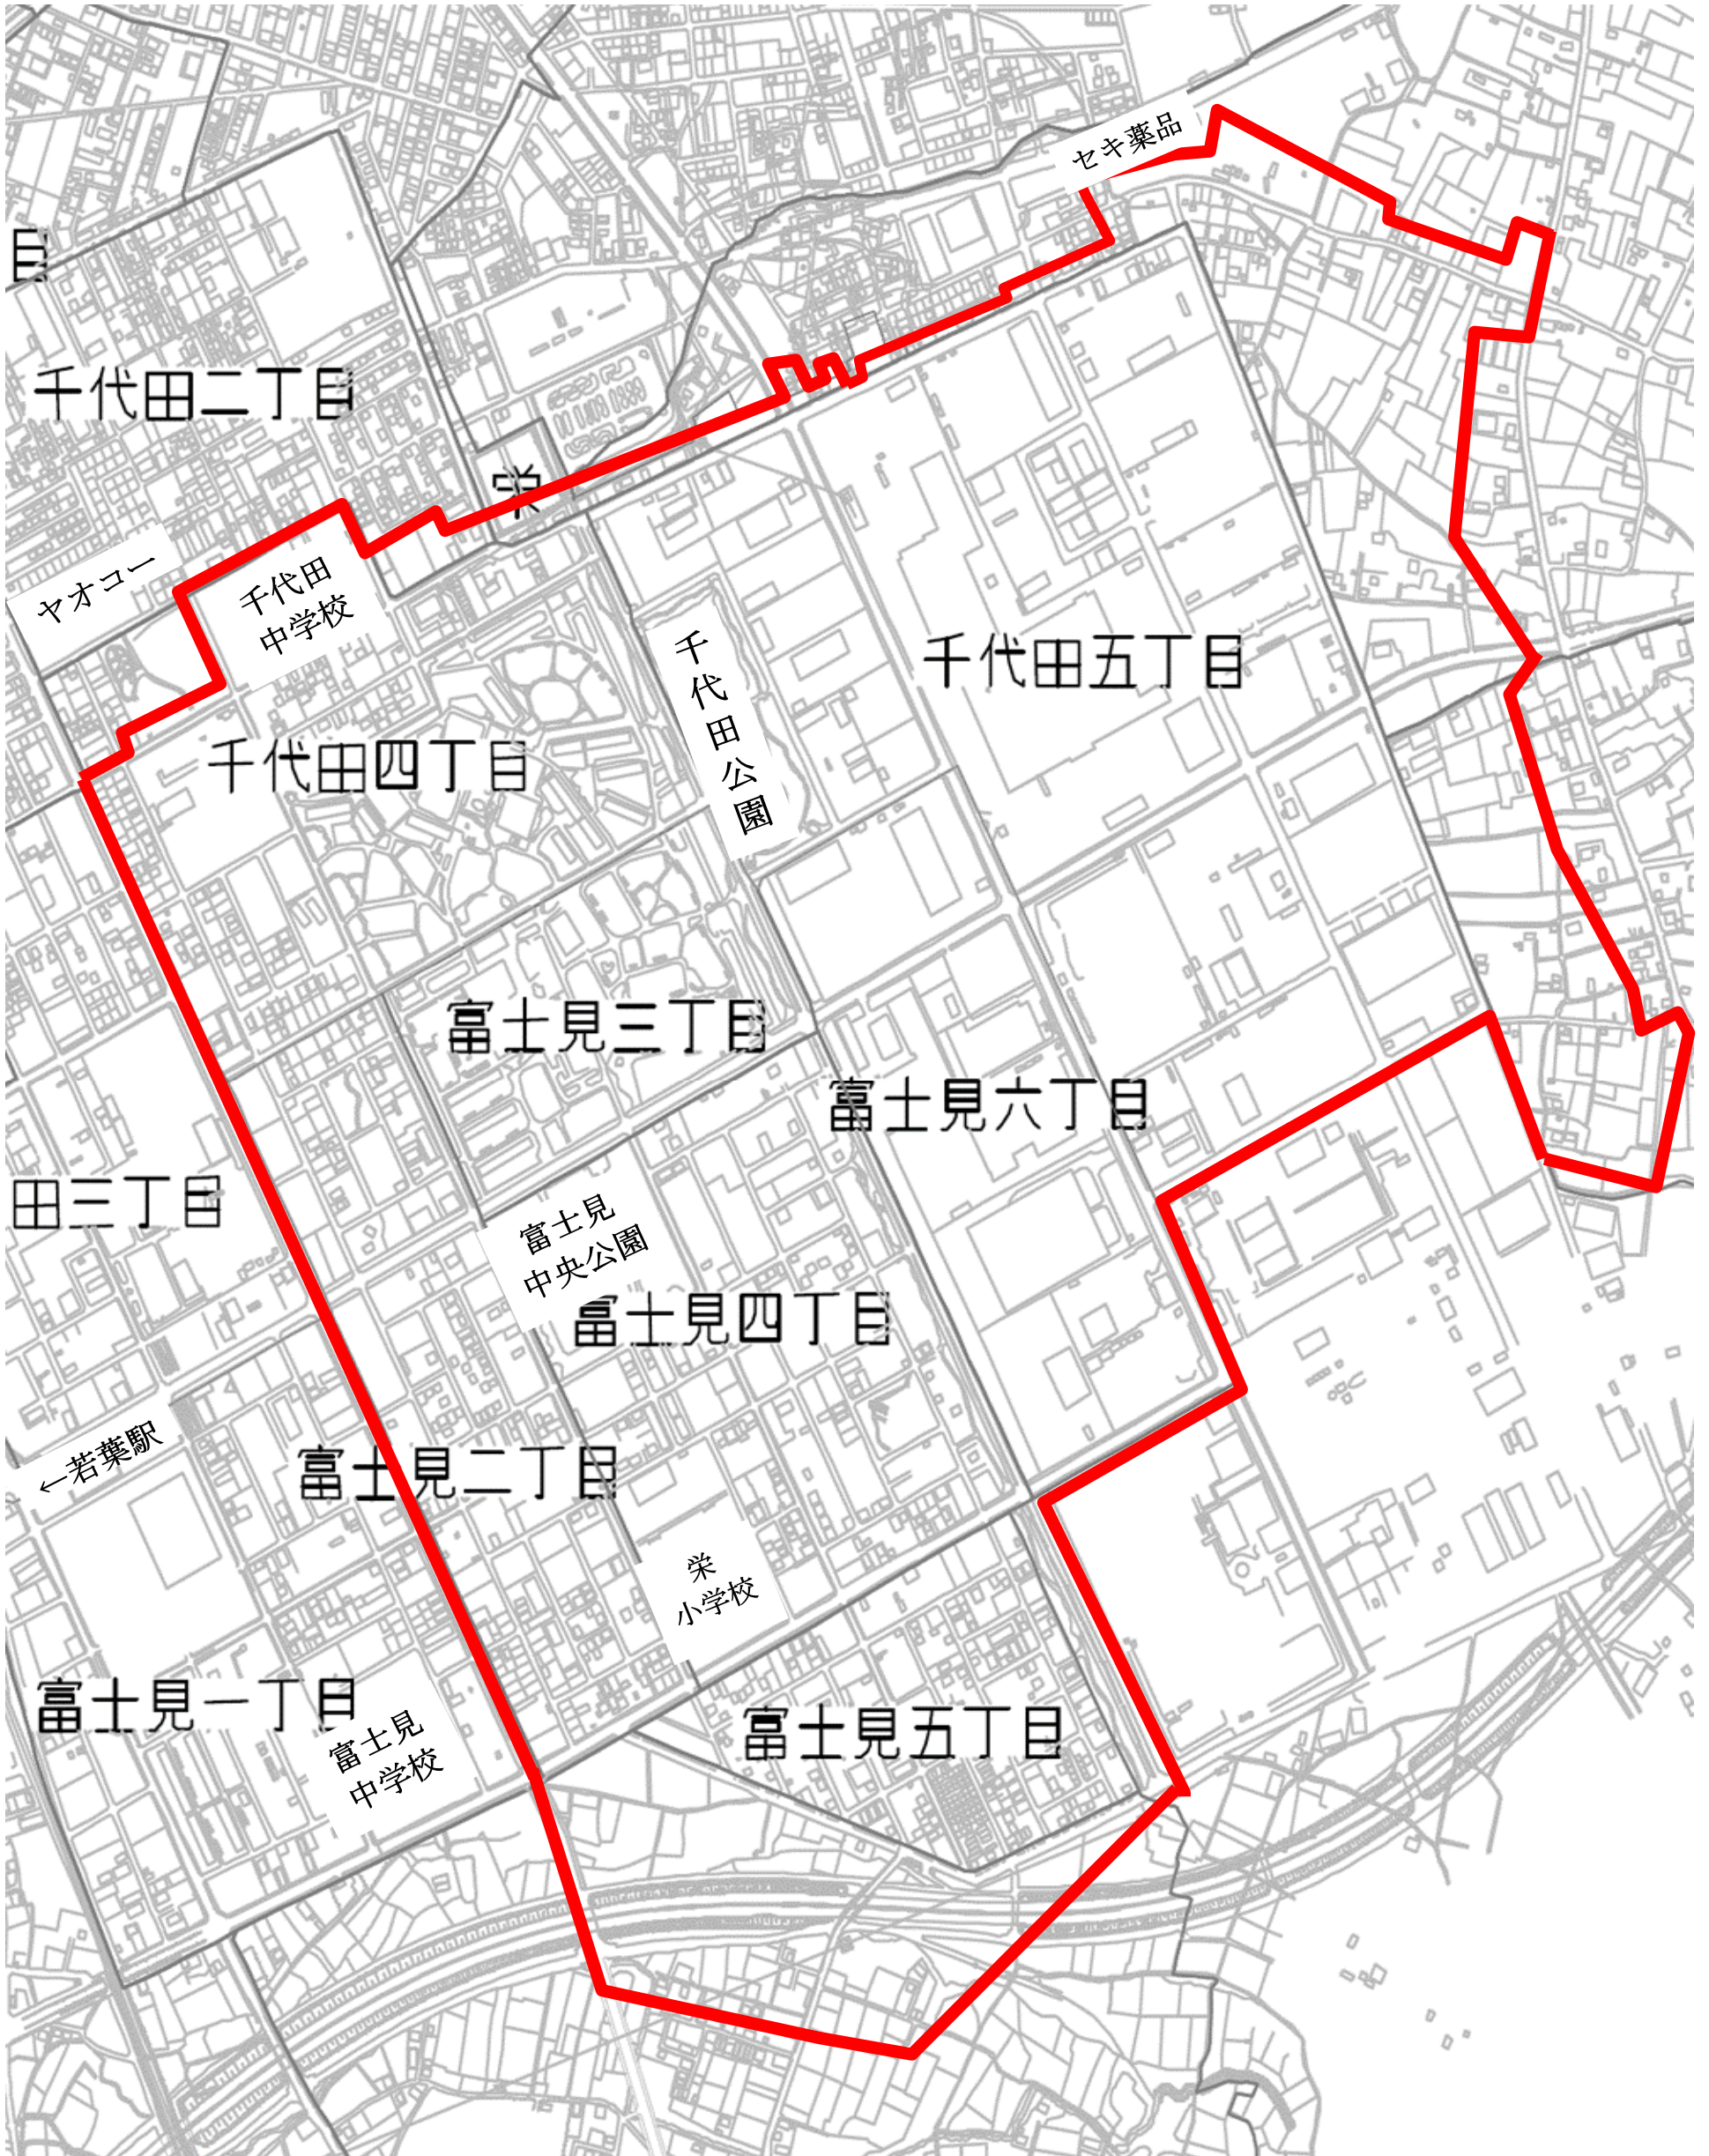 セキ薬品
目
千代田二丁目
栄
ヤオコー
千代田
中学校
千代田公園
千代田五丁目
千代田四丁目
富士見三丁目
富士見六丁目
田三丁目
富士見
中央公園
富士見四丁目
←若葉駅
富士見二丁目
栄
小学校
富士見一丁目
富士見
中学校
富士見五丁目